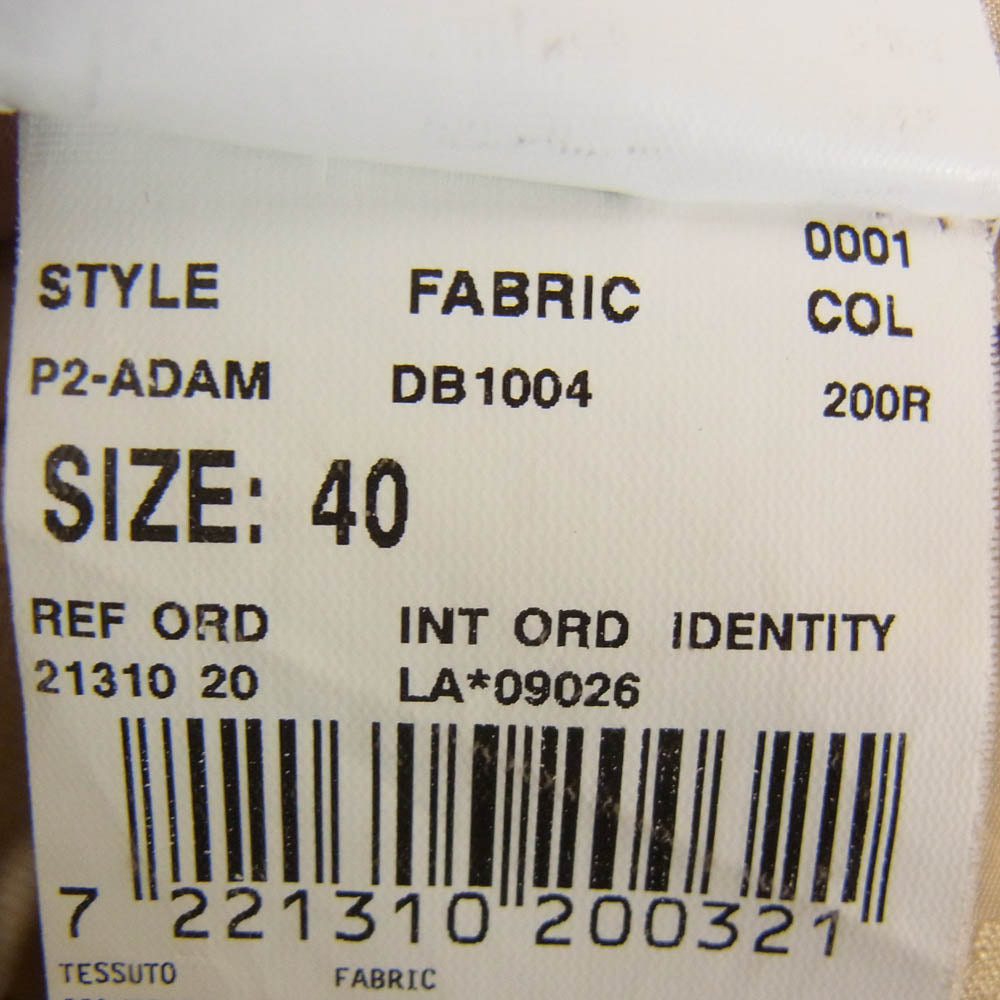 0001
STYLE FABRIC COL
P2-ADAM DB1004 200R
SIZE: 40
REF ORD INT ORD IDENTITY
21310 20 LA*09026
7 221310 200321
TESSUTO FABRIC